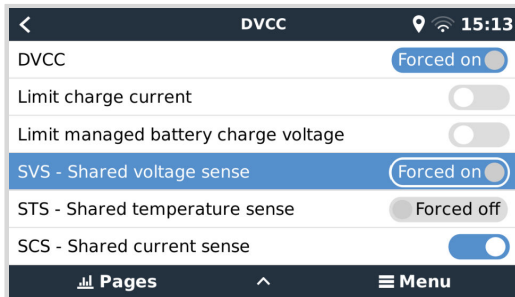 DVCC 15:13
DVCC Forced on
Limit charge current
Limit managed battery charge voltage
SVS - Shared voltage sense Forced on
STS - Shared temperature sense Forced off
SCS - Shared current sense
Pages Menu